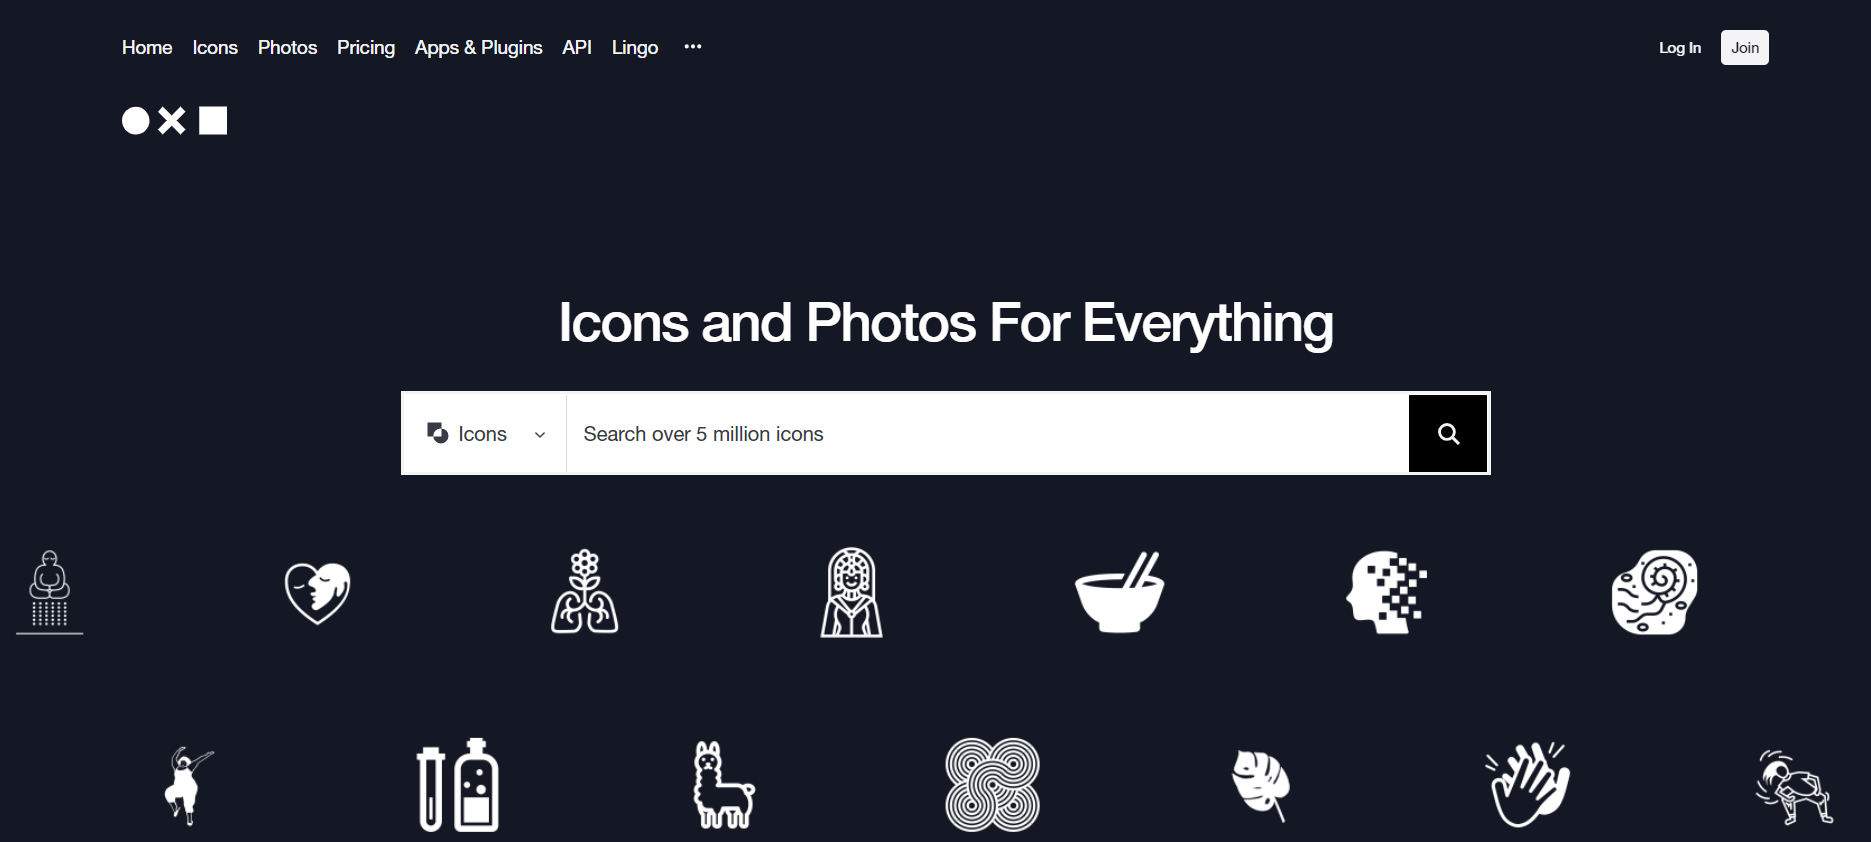 Home Icons Photos Pricing Apps & Plugins API Lingo ••• Log In Join
Icons and Photos For Everything
Icons Search over 5 million icons